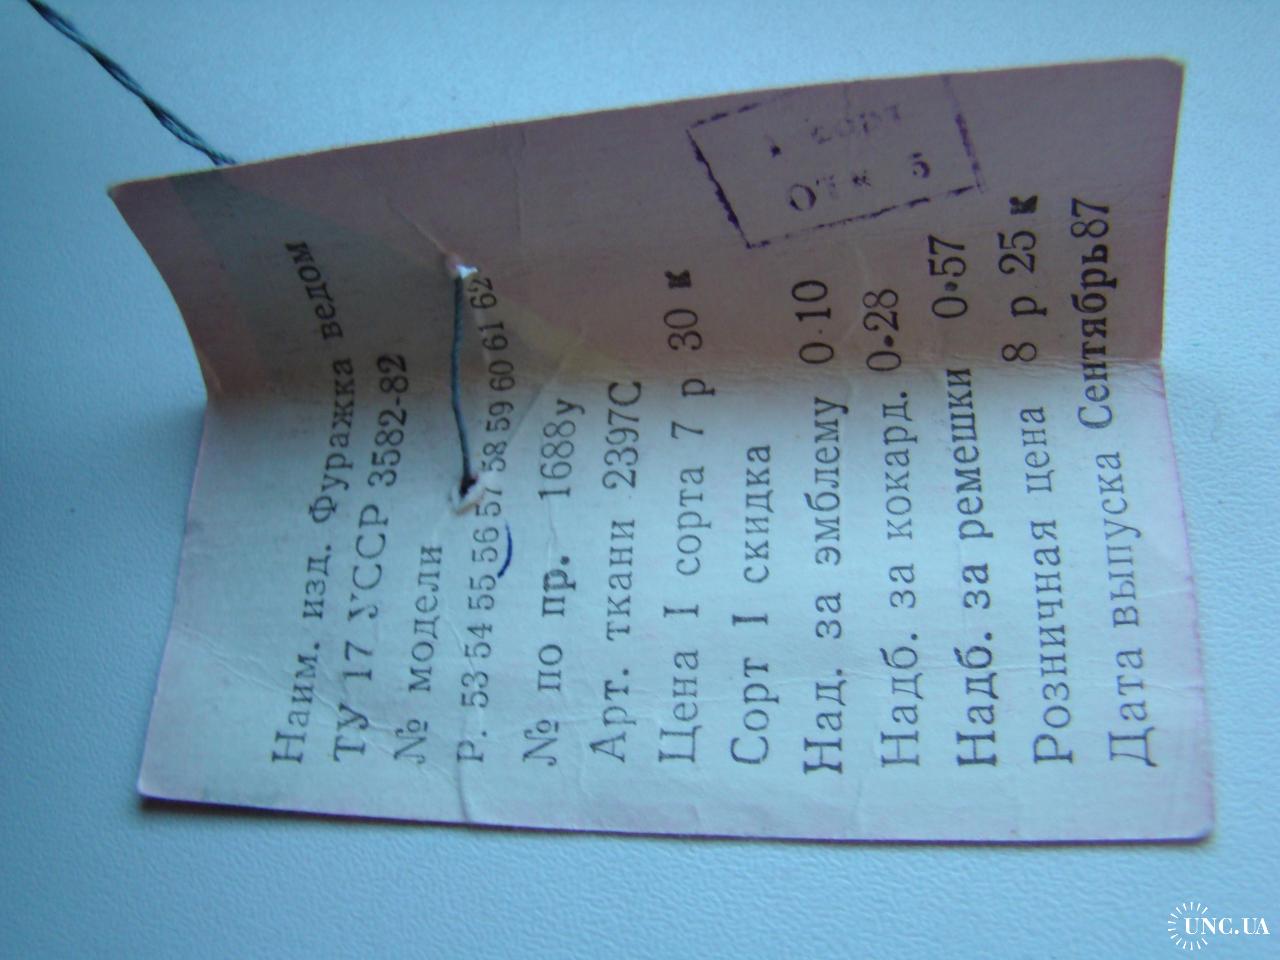 Наим. изд. Фуражка ведом
ТУ 17 УССР 3582-82
№ модели
Р. 53 54 55 56 57 58 59 60 61 62
№ по пр. 1688у
Арт. ткани 2397С
Цена I сорта 7 р 30 к
Сорт I скидка
Над. за эмблему 0·10
Надб. за кокард. 0·28
Надб. за ремешки 0·57
Розничная цена 8 р 25 к
Дата выпуска Сентябрь87
сорт
UNC.UA